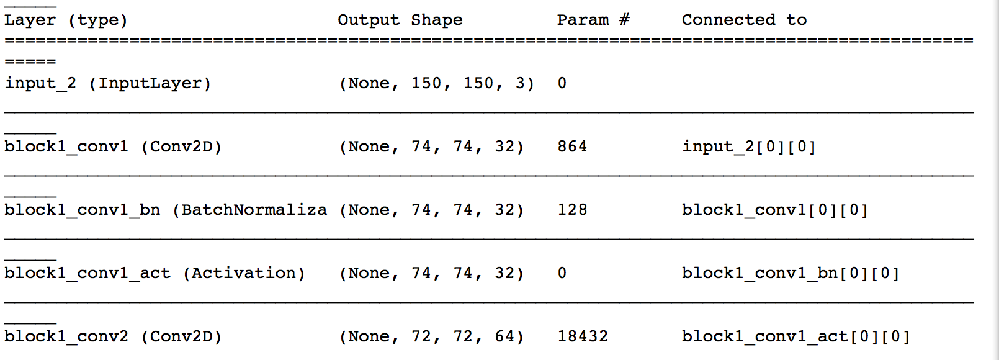 _____
Layer (type)                    Output Shape         Param #     Connected to
=============================================================================================
=====
input_2 (InputLayer)            (None, 150, 150, 3)  0
_____________________________________________________________________________________________
_____
block1_conv1 (Conv2D)           (None, 74, 74, 32)   864         input_2[0][0]
_____________________________________________________________________________________________
_____
block1_conv1_bn (BatchNormaliza (None, 74, 74, 32)   128         block1_conv1[0][0]
_____________________________________________________________________________________________
_____
block1_conv1_act (Activation)   (None, 74, 74, 32)   0           block1_conv1_bn[0][0]
_____________________________________________________________________________________________
_____
block1_conv2 (Conv2D)           (None, 72, 72, 64)   18432       block1_conv1_act[0][0]